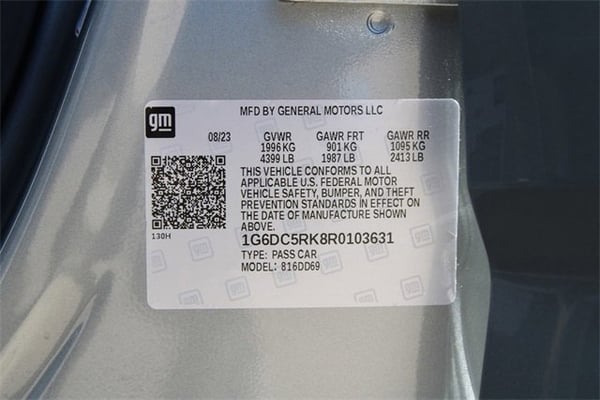 MFD BY GENERAL MOTORS LLC
gm
08/23 GVWR GAWR FRT GAWR RR
1996 KG 901 KG 1095 KG
4399 LB 1987 LB 2413 LB
THIS VEHICLE CONFORMS TO ALL
APPLICABLE U.S. FEDERAL MOTOR
VEHICLE SAFETY, BUMPER, AND THEFT
PREVENTION STANDARDS IN EFFECT ON
THE DATE OF MANUFACTURE SHOWN
ABOVE.
130H
1G6DC5RK8R0103631
TYPE: PASS CAR
MODEL: 816DD69